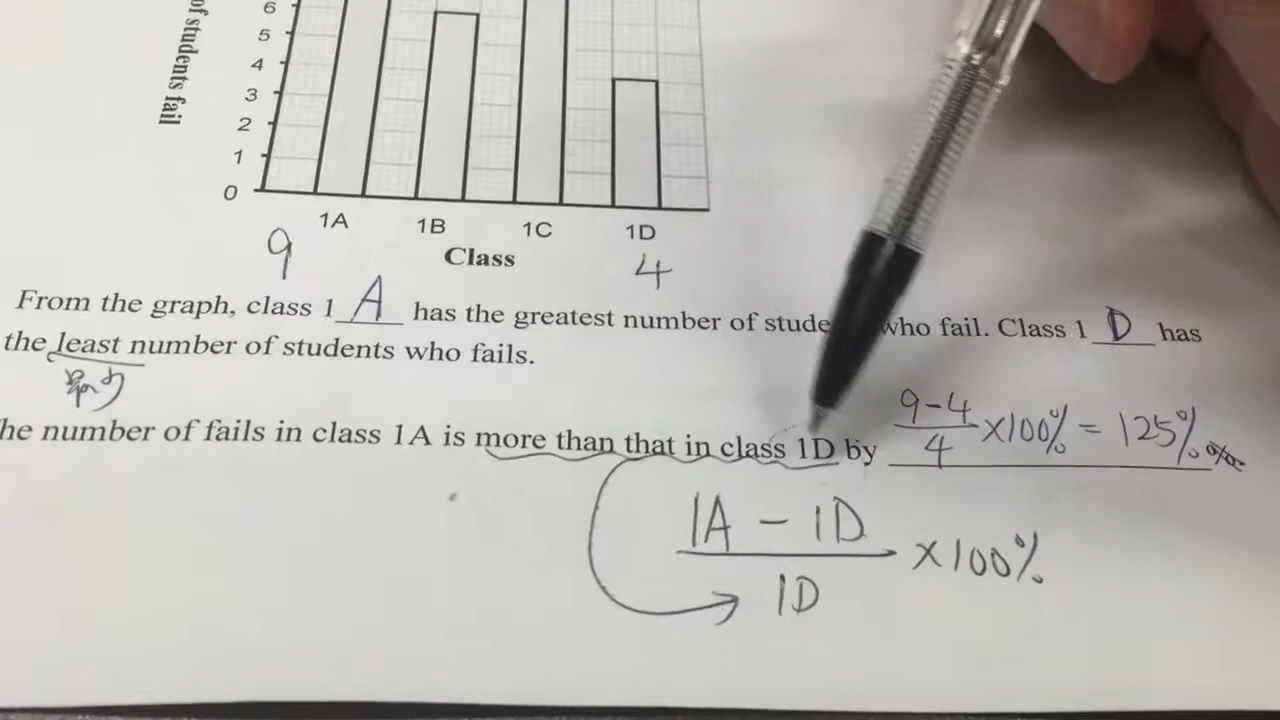 6
5
4
3
2
1
0
of students fail
1A 1B 1C 1D
Class
9 4
From the graph, class 1 A has the greatest number of stude who fail. Class 1 D has
the least number of students who fails.
最少
he number of fails in class 1A is more than that in class 1D by 9-4/4 ×100% = 125% %
1A - 1D
1D
×100%